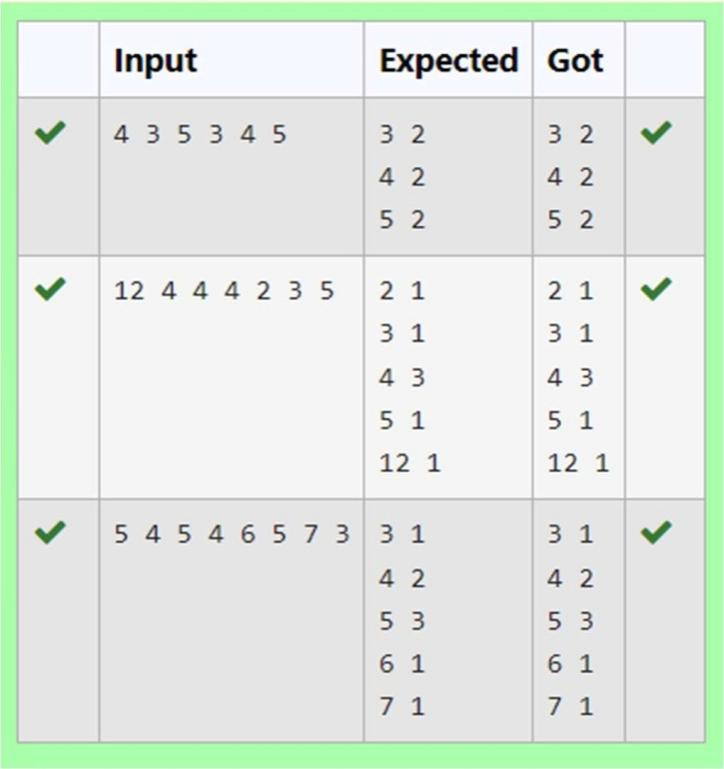 Input Expected Got
4 3 5 3 4 5 3 2 3 2
4 2 4 2
5 2 5 2
12 4 4 4 2 3 5 2 1 2 1
3 1 3 1
4 3 4 3
5 1 5 1
12 1 12 1
5 4 5 4 6 5 7 3 3 1 3 1
4 2 4 2
5 3 5 3
6 1 6 1
7 1 7 1